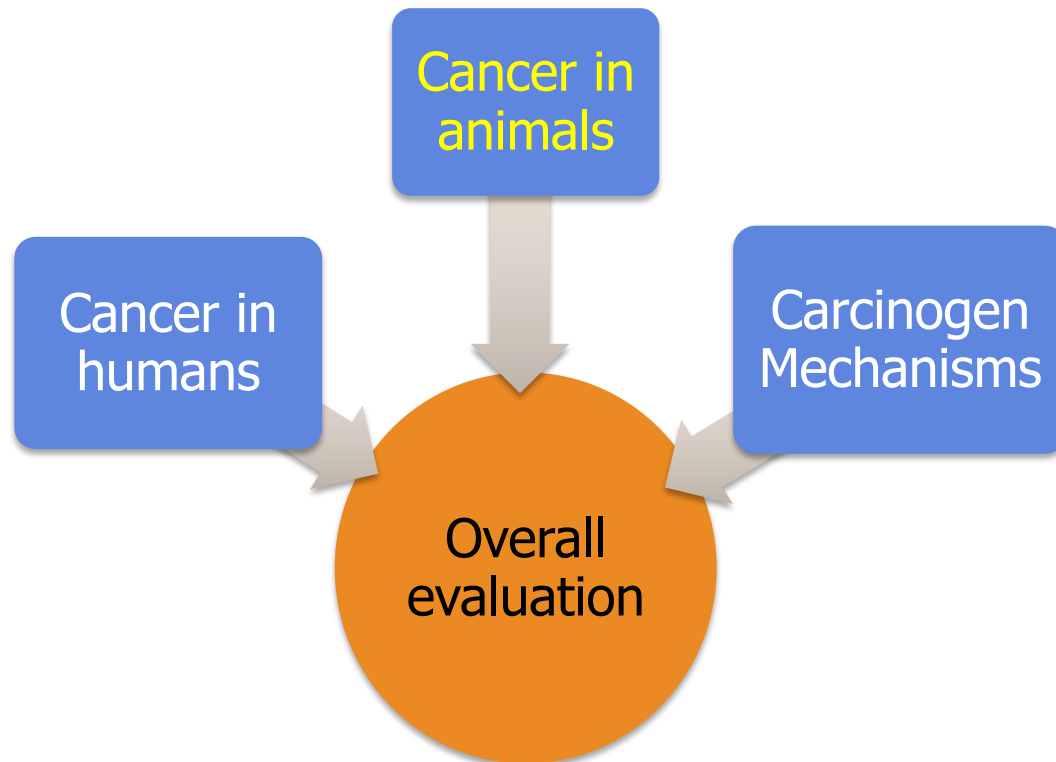 Cancer in
animals
Cancer in
humans
Carcinogen
Mechanisms
Overall
evaluation